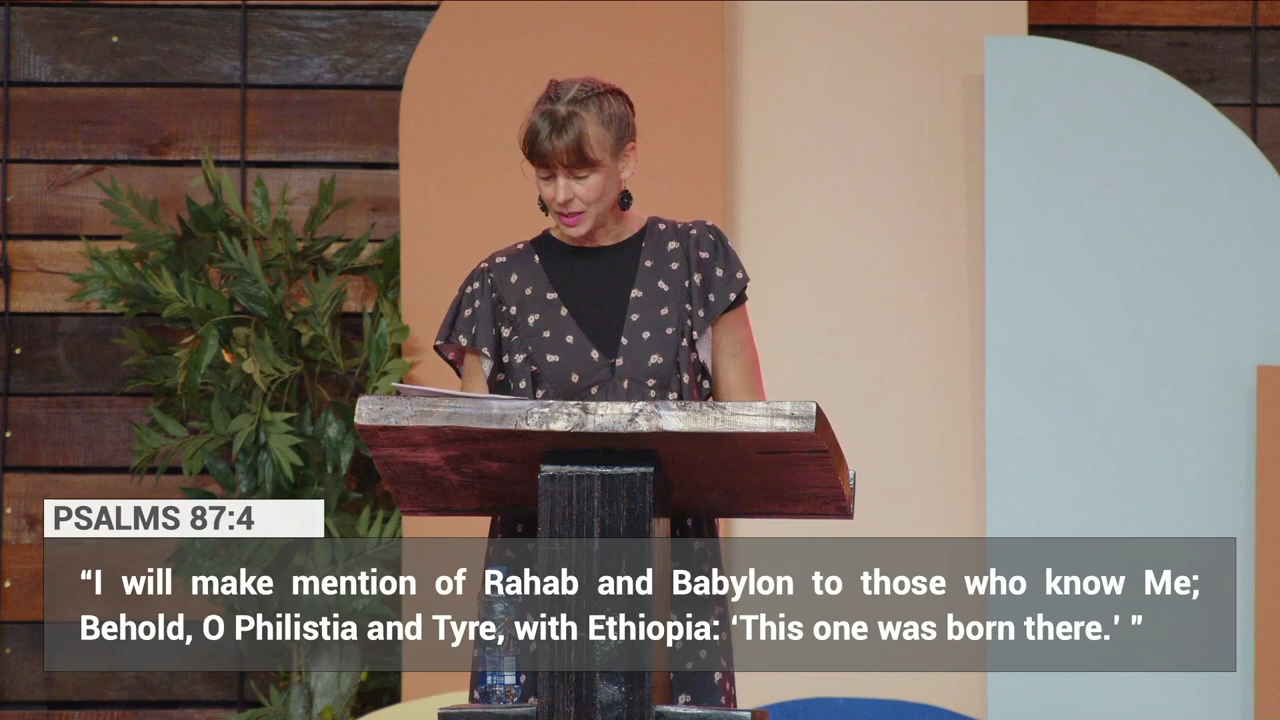 PSALMS 87:4
“I will make mention of Rahab and Babylon to those who know Me;
Behold, O Philistia and Tyre, with Ethiopia: ‘This one was born there.’ ”